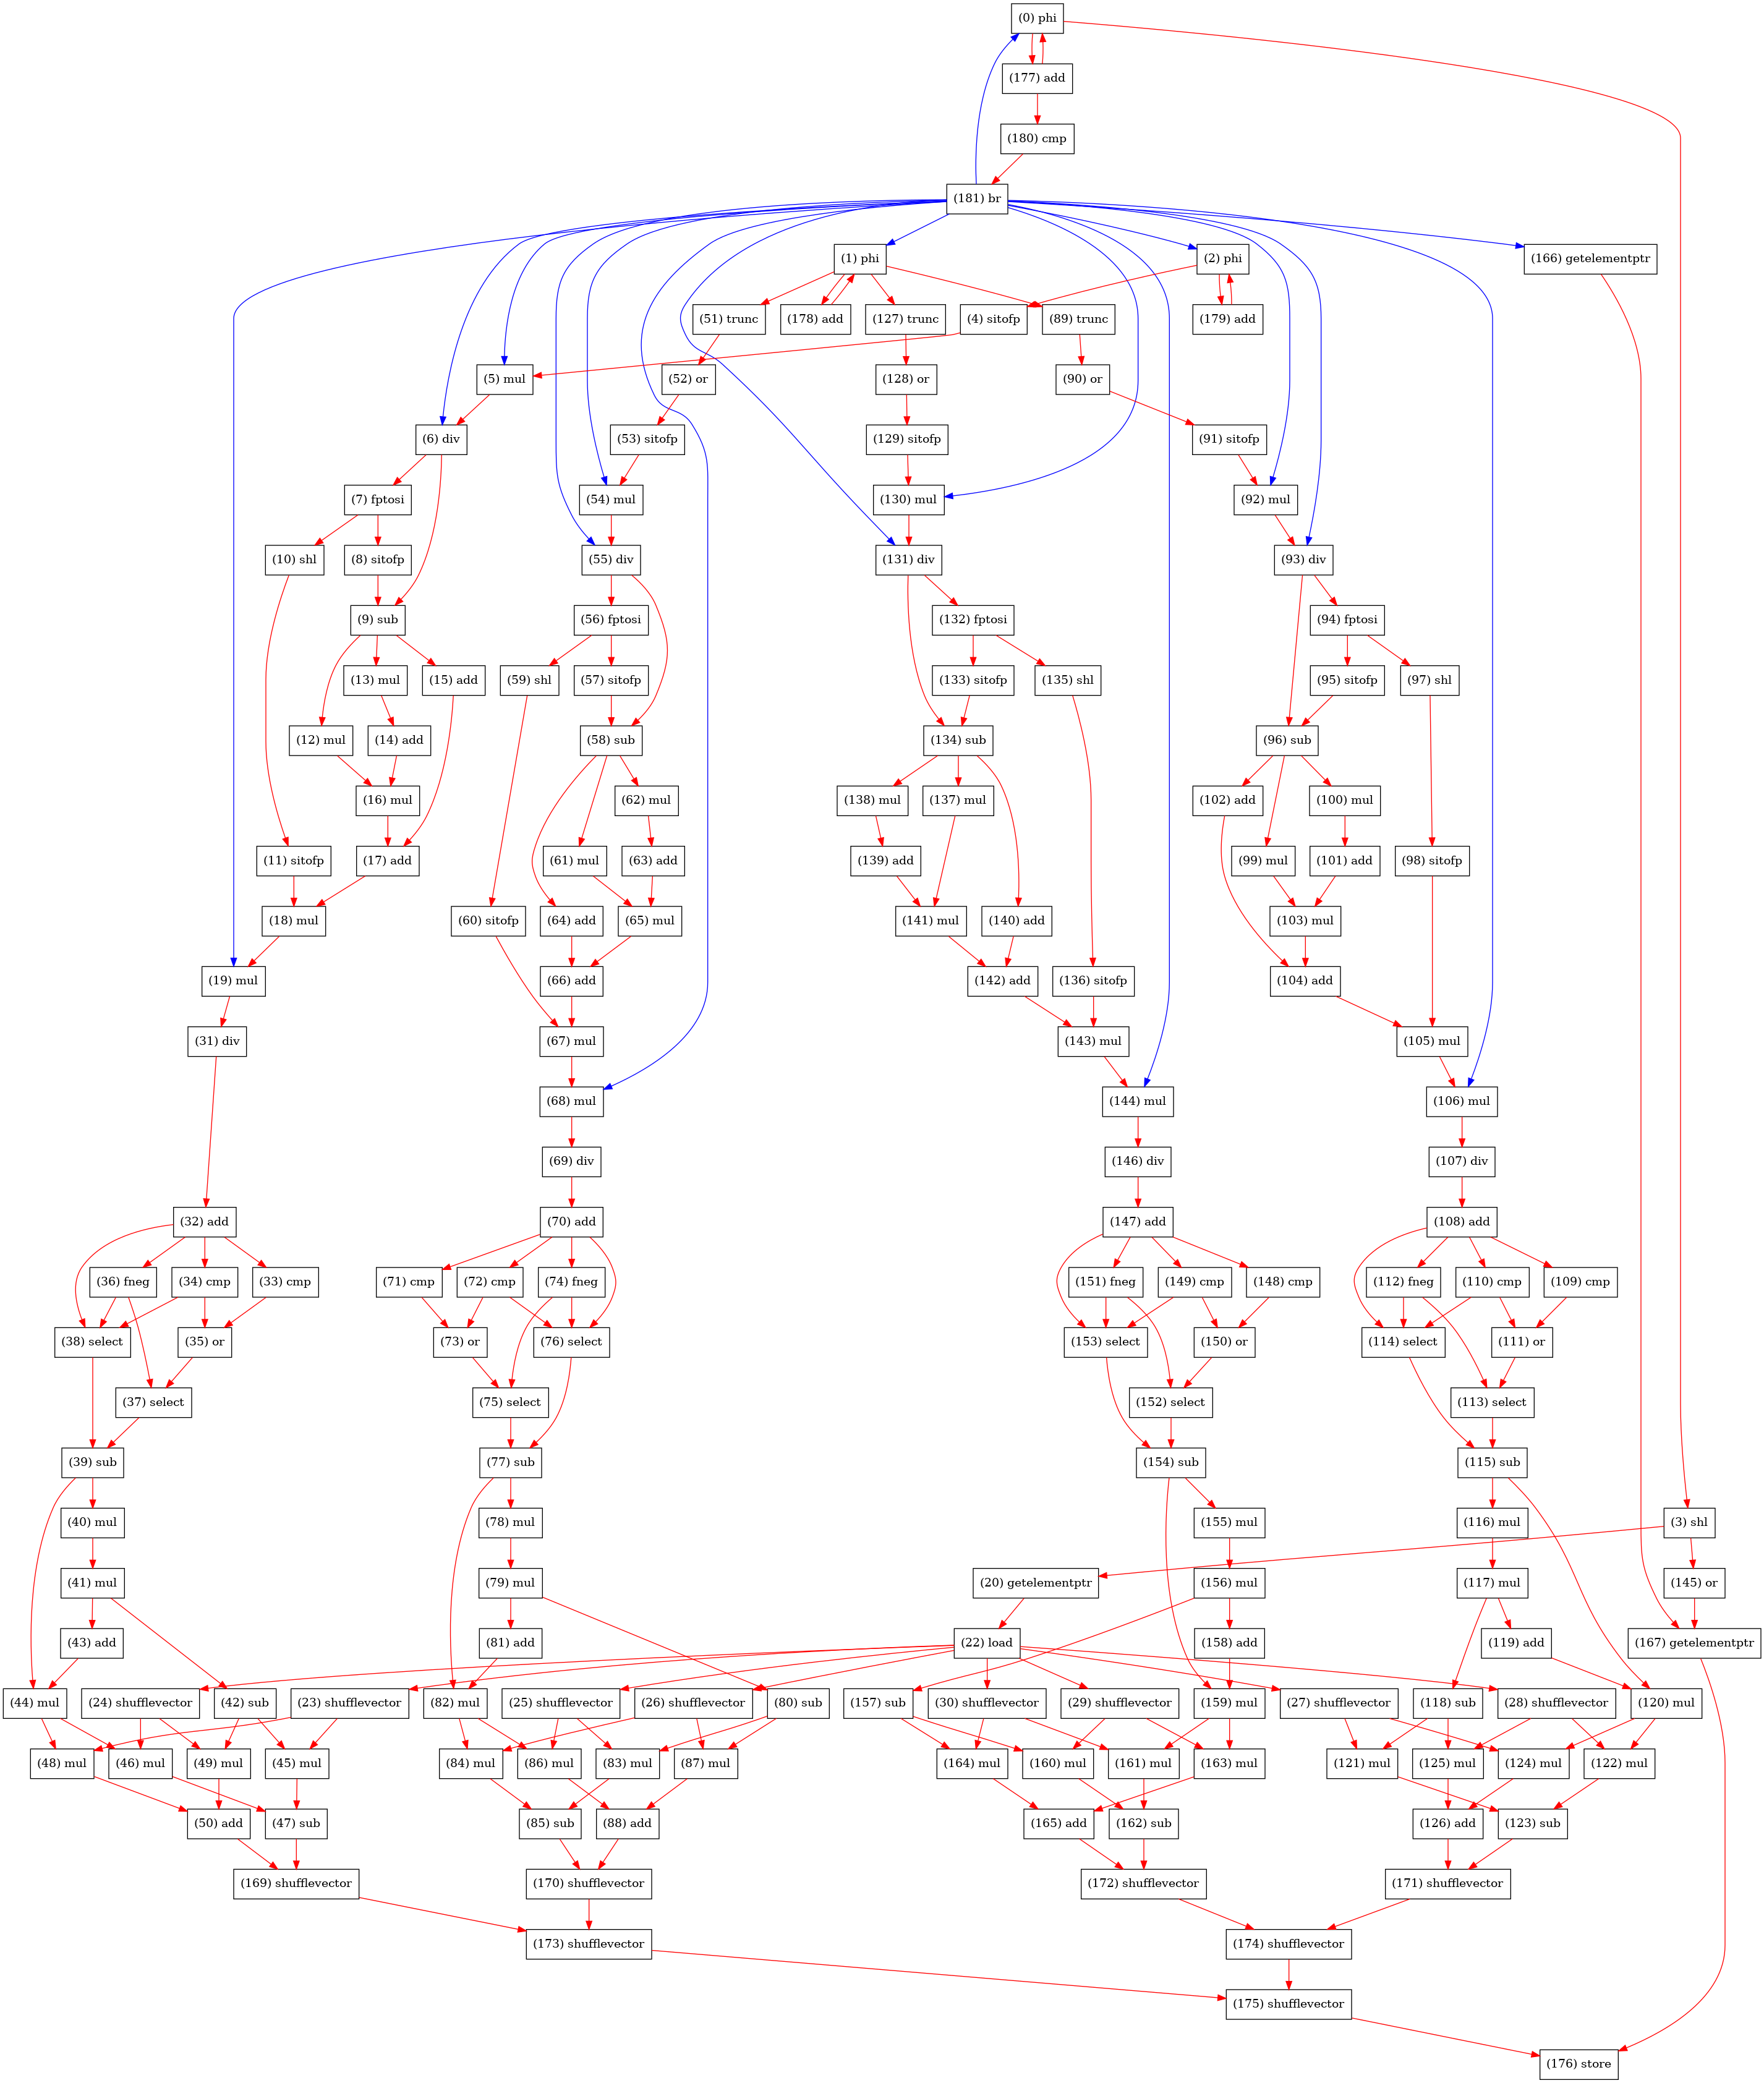 (0) phi
(177) add
(180) cmp
(181) br
(1) phi
(2) phi
(166) getelementptr
(51) trunc
(178) add
(127) trunc
(4) sitofp
(89) trunc
(179) add
(5) mul
(52) or
(128) or
(90) or
(6) div
(53) sitofp
(129) sitofp
(91) sitofp
(7) fptosi
(54) mul
(130) mul
(92) mul
(10) shl
(8) sitofp
(55) div
(131) div
(93) div
(9) sub
(56) fptosi
(132) fptosi
(94) fptosi
(13) mul
(15) add
(59) shl
(57) sitofp
(133) sitofp
(135) shl
(95) sitofp
(97) shl
(12) mul
(14) add
(58) sub
(134) sub
(96) sub
(16) mul
(62) mul
(138) mul
(137) mul
(102) add
(100) mul
(11) sitofp
(17) add
(61) mul
(63) add
(139) add
(99) mul
(101) add
(98) sitofp
(18) mul
(60) sitofp
(64) add
(65) mul
(141) mul
(140) add
(103) mul
(19) mul
(66) add
(142) add
(136) sitofp
(104) add
(31) div
(67) mul
(143) mul
(105) mul
(68) mul
(144) mul
(106) mul
(69) div
(146) div
(107) div
(32) add
(70) add
(147) add
(108) add
(36) fneg
(34) cmp
(33) cmp
(71) cmp
(72) cmp
(74) fneg
(151) fneg
(149) cmp
(148) cmp
(112) fneg
(110) cmp
(109) cmp
(38) select
(35) or
(73) or
(76) select
(153) select
(150) or
(114) select
(111) or
(37) select
(75) select
(152) select
(113) select
(39) sub
(77) sub
(154) sub
(115) sub
(40) mul
(78) mul
(155) mul
(116) mul
(3) shl
(41) mul
(79) mul
(20) getelementptr
(156) mul
(117) mul
(145) or
(43) add
(81) add
(22) load
(158) add
(119) add
(167) getelementptr
(44) mul
(24) shufflevector
(42) sub
(23) shufflevector
(82) mul
(25) shufflevector
(26) shufflevector
(80) sub
(157) sub
(30) shufflevector
(29) shufflevector
(159) mul
(27) shufflevector
(118) sub
(28) shufflevector
(120) mul
(48) mul
(46) mul
(49) mul
(45) mul
(84) mul
(86) mul
(83) mul
(87) mul
(164) mul
(160) mul
(161) mul
(163) mul
(121) mul
(125) mul
(124) mul
(122) mul
(50) add
(47) sub
(85) sub
(88) add
(165) add
(162) sub
(126) add
(123) sub
(169) shufflevector
(170) shufflevector
(172) shufflevector
(171) shufflevector
(173) shufflevector
(174) shufflevector
(175) shufflevector
(176) store